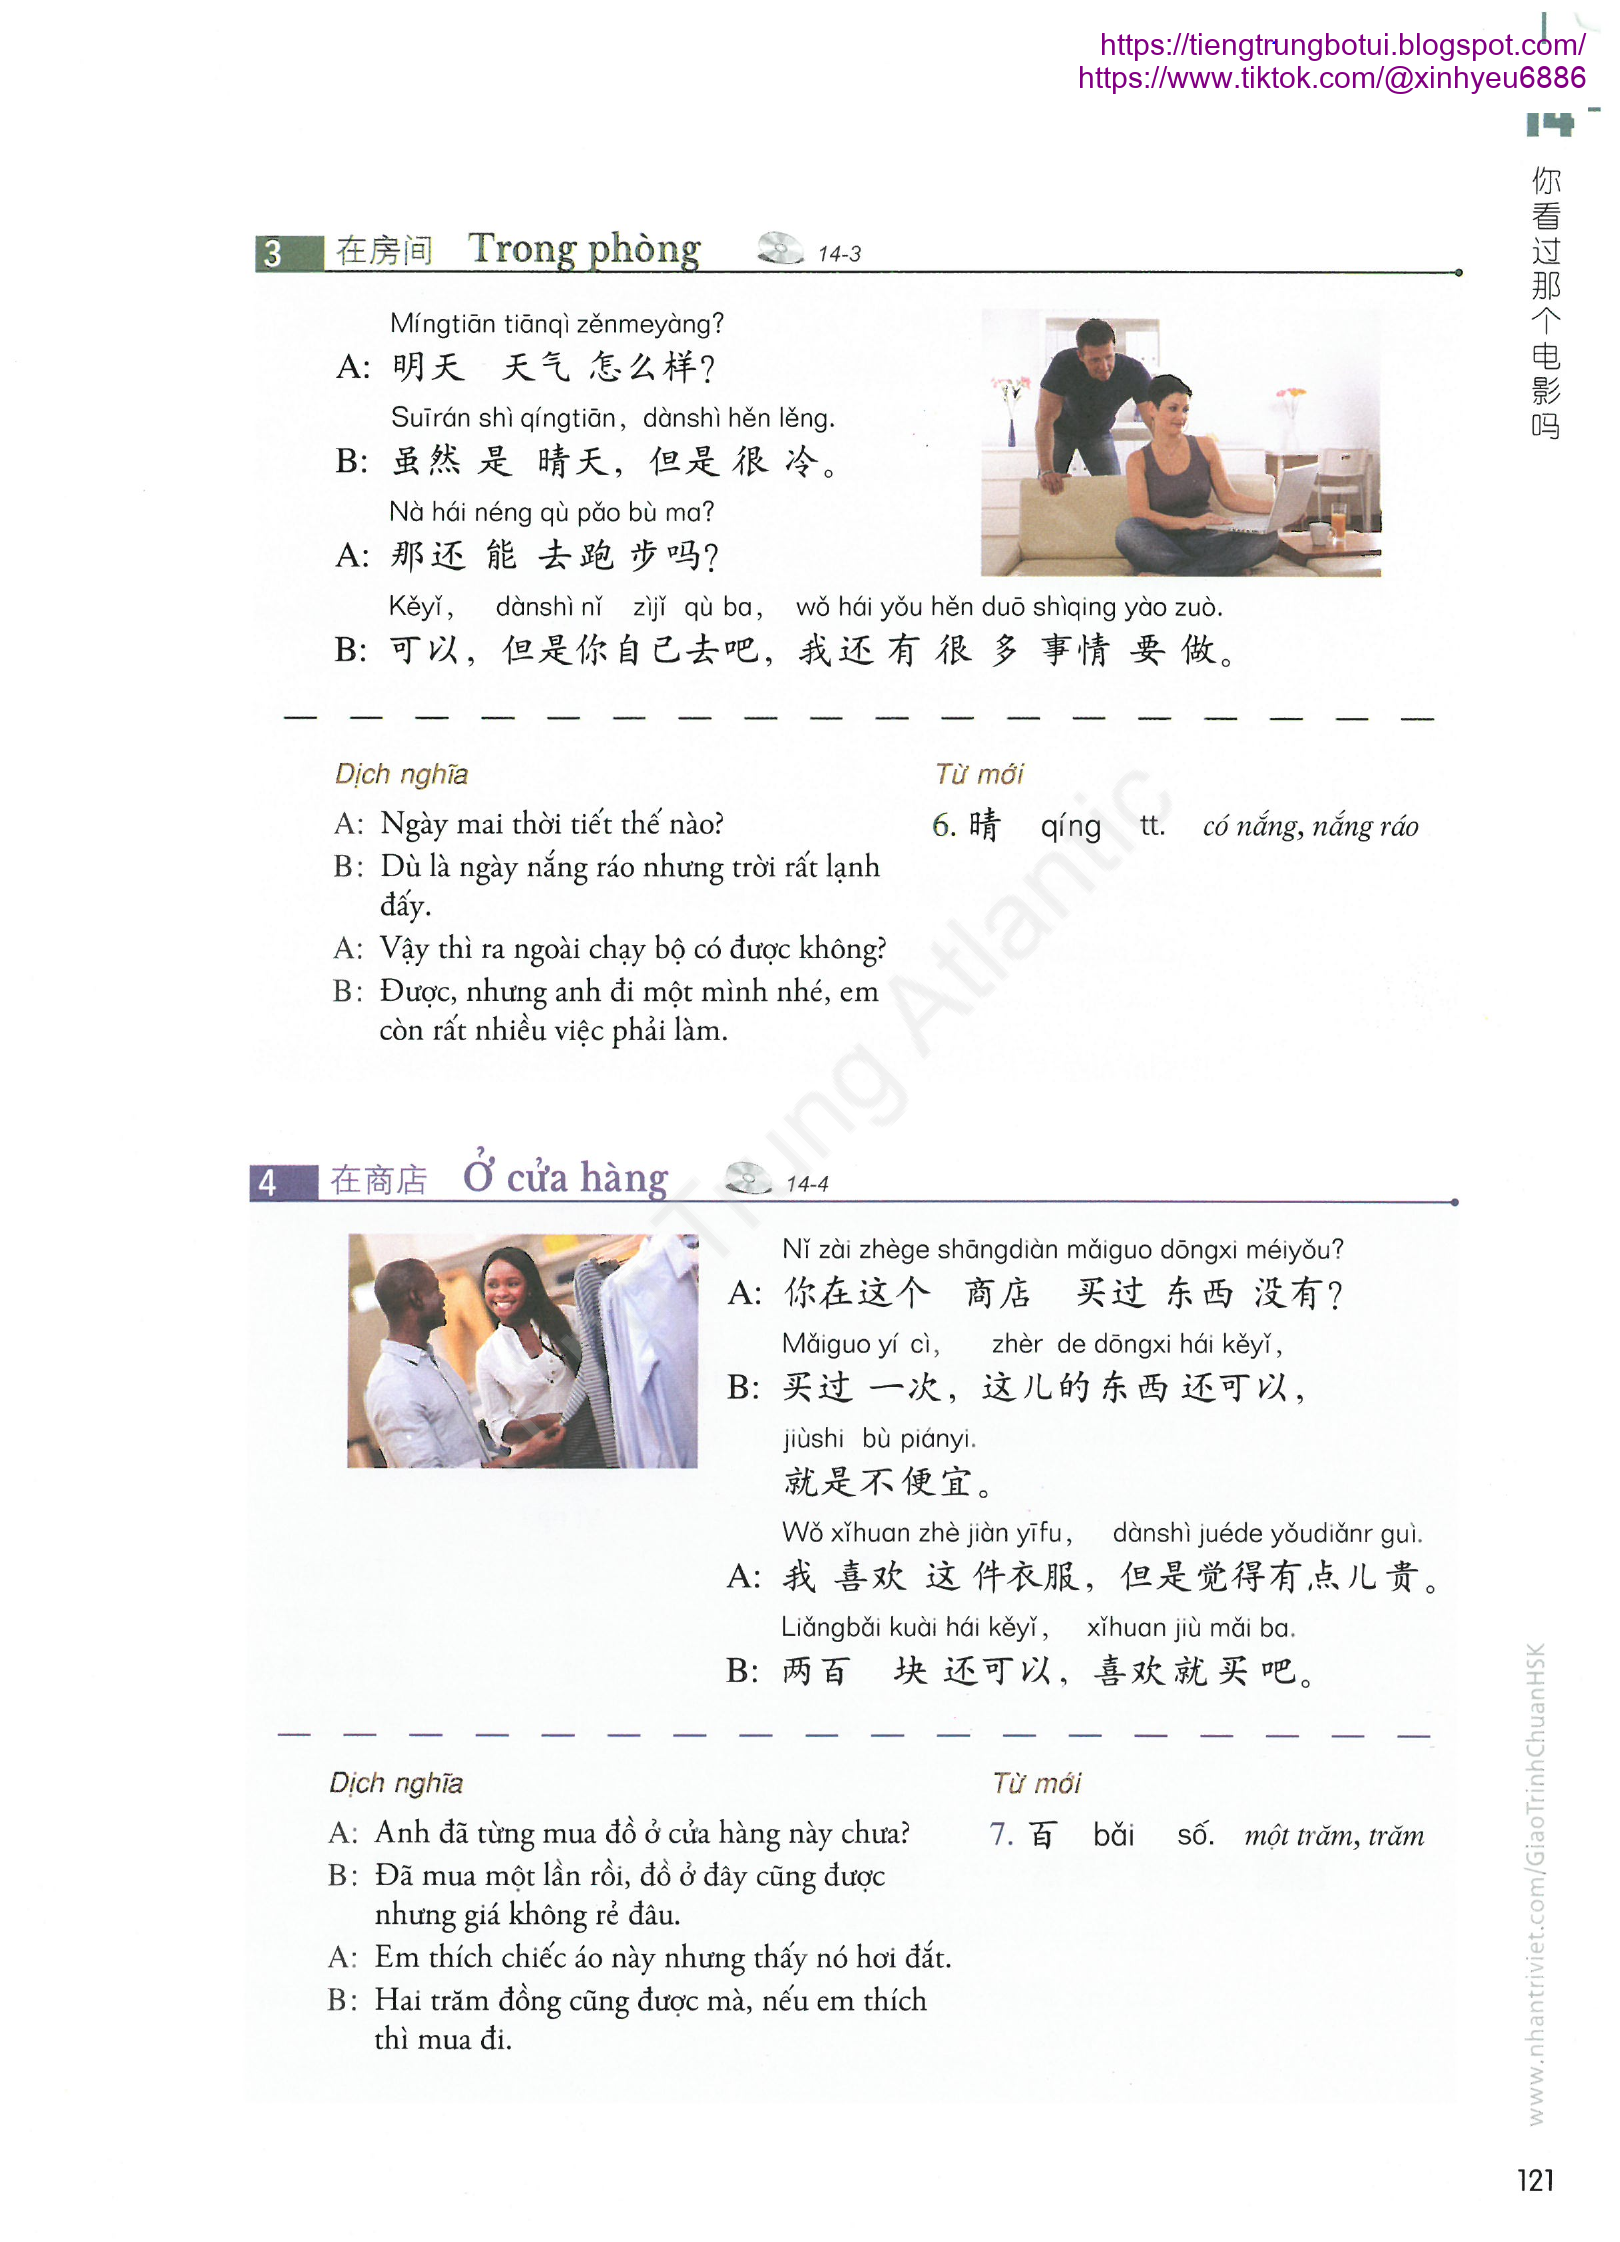 https://tiengtrungbotui.blogspot.com/
https://www.tiktok.com/@xinhyeu6886
14
你看过那个电影吗
3 在房间 Trong phòng 14-3
Míngtiān tiānqì zěnmeyàng?
A: 明天 天气 怎么样?
Suīrán shì qíngtiān, dànshì hěn lěng.
B: 虽然 是 晴天, 但是 很 冷。
Nà hái néng qù pǎo bù ma?
A: 那还 能 去跑 步吗?
Kěyǐ, dànshì nǐ zìjǐ qù ba, wǒ hái yǒu hěn duō shìqing yào zuò.
B: 可以, 但是你自己去吧, 我还 有 很 多 事情 要 做。
Dịch nghĩa
A: Ngày mai thời tiết thế nào?
B: Dù là ngày nắng ráo nhưng trời rất lạnh
đấy.
A: Vậy thì ra ngoài chạy bộ có được không?
B: Được, nhưng anh đi một mình nhé, em
còn rất nhiều việc phải làm.
Từ mới
6. 晴 qíng tt. có nắng, nắng ráo
Trung Atlantic
4 在商店 Ở cửa hàng 14-4
Nǐ zài zhège shāngdiàn mǎiguo dōngxi méiyǒu?
A: 你在这个 商店 买过 东西 没有?
Mǎiguo yí cì, zhèr de dōngxi hái kěyǐ,
B: 买过 一次, 这儿的 东西 还可以,
jiùshi bù piányi.
就是不便宜。
Wǒ xǐhuan zhè jiàn yīfu, dànshì juéde yǒudiǎnr guì.
A: 我 喜欢 这 件衣服, 但是觉得有点儿 贵。
Liǎngbǎi kuài hái kěyǐ, xǐhuan jiù mǎi ba.
B: 两百 块 还可以, 喜欢 就 买 吧。
Dịch nghĩa
A: Anh đã từng mua đồ ở cửa hàng này chưa?
B: Đã mua một lần rồi, đồ ở đây cũng được
nhưng giá không rẻ đâu.
A: Em thích chiếc áo này nhưng thấy nó hơi đắt.
B: Hai trăm đồng cũng được mà, nếu em thích
thì mua đi.
Từ mới
7. 百 bǎi số. một trăm, trăm
www.nhantriviet.com/GiaoTrinhChuanHSK
121